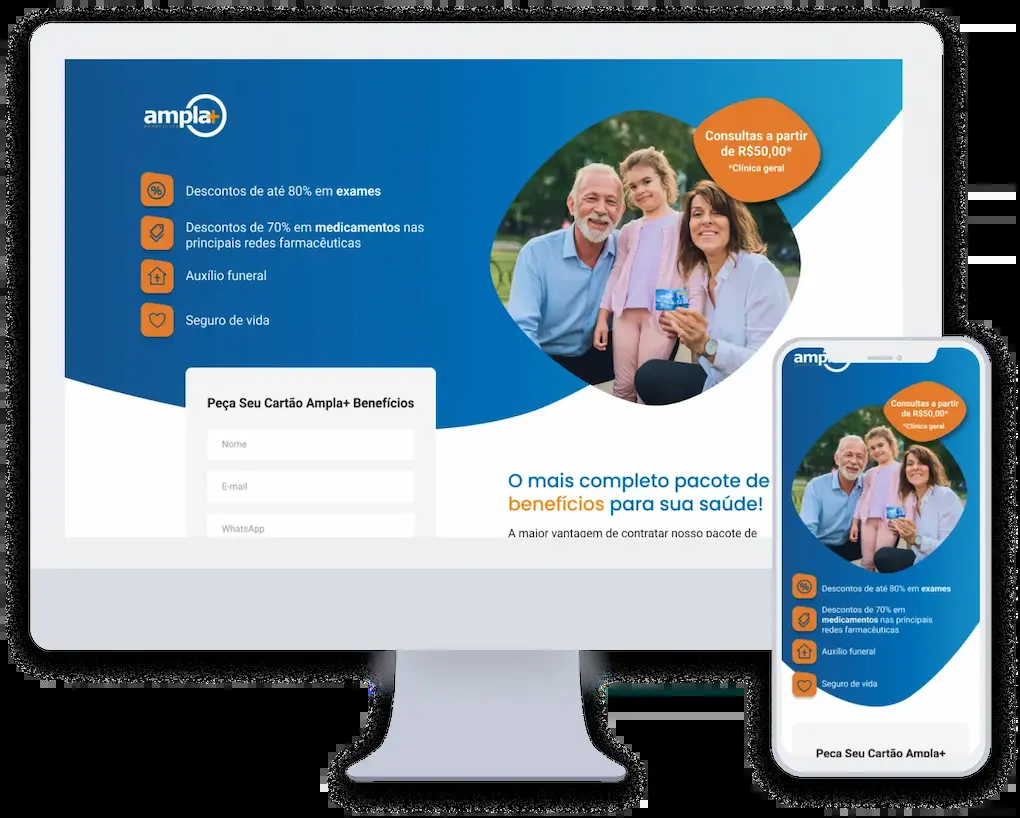 ampla+
BENEFÍCIOS
Consultas a partir
de R$50,00*
*Clínica geral
Descontos de até 80% em exames
Descontos de 70% em medicamentos nas
principais redes farmacêuticas
Auxílio funeral
Seguro de vida
Peça Seu Cartão Ampla+ Benefícios
Nome
E-mail
WhatsApp
O mais completo pacote de
benefícios para sua saúde!
A maior vantagem de contratar nosso pacote de
ampl
Consultas a partir
de R$50,00*
*Clínica geral
Descontos de até 80% em exames
Descontos de 70% em
medicamentos nas principais
redes farmacêuticas
Auxílio funeral
Seguro de vida
Peça Seu Cartão Ampla+